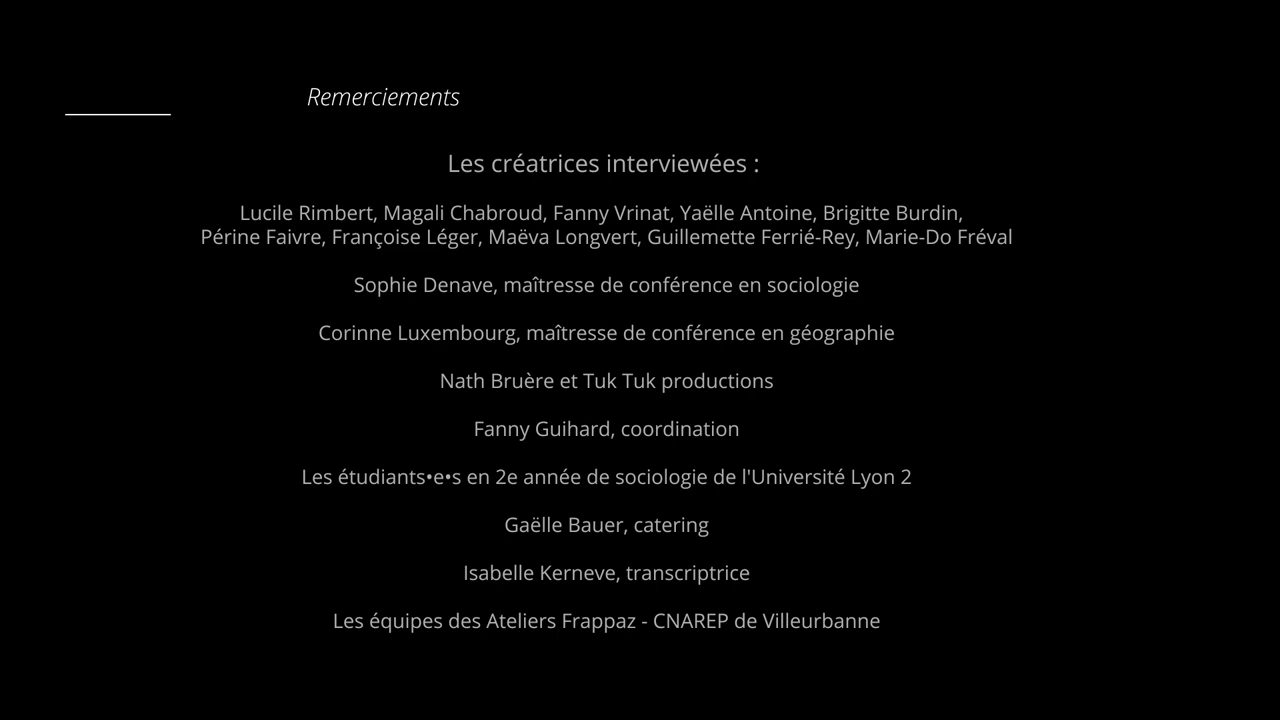 Remerciements
Les créatrices interviewées :
Lucile Rimbert, Magali Chabroud, Fanny Vrinat, Yaëlle Antoine, Brigitte Burdin,
Périne Faivre, Françoise Léger, Maëva Longvert, Guillemette Ferrié-Rey, Marie-Do Fréval
Sophie Denave, maîtresse de conférence en sociologie
Corinne Luxembourg, maîtresse de conférence en géographie
Nath Bruère et Tuk Tuk productions
Fanny Guihard, coordination
Les étudiants•e•s en 2e année de sociologie de l'Université Lyon 2
Gaëlle Bauer, catering
Isabelle Kerneve, transcriptrice
Les équipes des Ateliers Frappaz - CNAREP de Villeurbanne